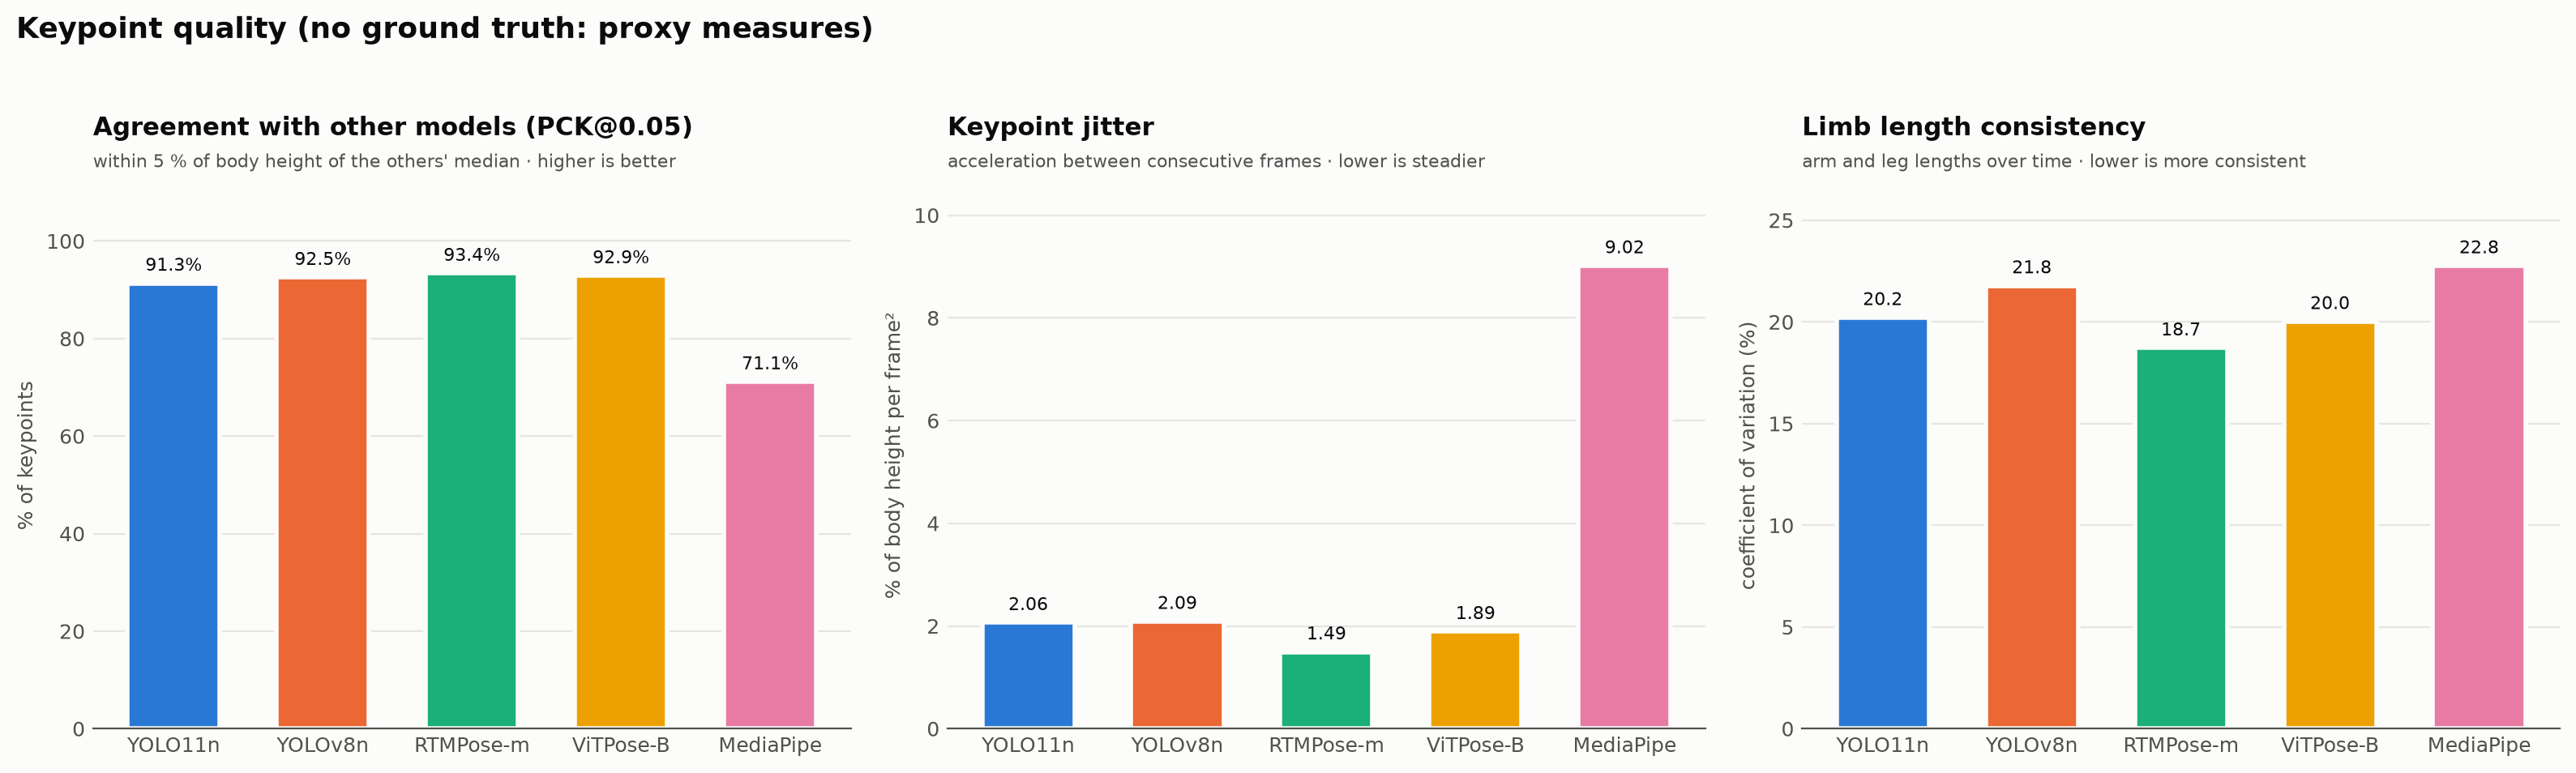 Keypoint quality (no ground truth: proxy measures)
Agreement with other models (PCK@0.05)
within 5 % of body height of the others' median · higher is better
% of keypoints
100
80
60
40
20
0
91.3%
92.5%
93.4%
92.9%
71.1%
YOLO11n
YOLOv8n
RTMPose-m
ViTPose-B
MediaPipe
Keypoint jitter
acceleration between consecutive frames · lower is steadier
% of body height per frame²
10
8
6
4
2
0
2.06
2.09
1.49
1.89
9.02
YOLO11n
YOLOv8n
RTMPose-m
ViTPose-B
MediaPipe
Limb length consistency
arm and leg lengths over time · lower is more consistent
coefficient of variation (%)
25
20
15
10
5
0
20.2
21.8
18.7
20.0
22.8
YOLO11n
YOLOv8n
RTMPose-m
ViTPose-B
MediaPipe